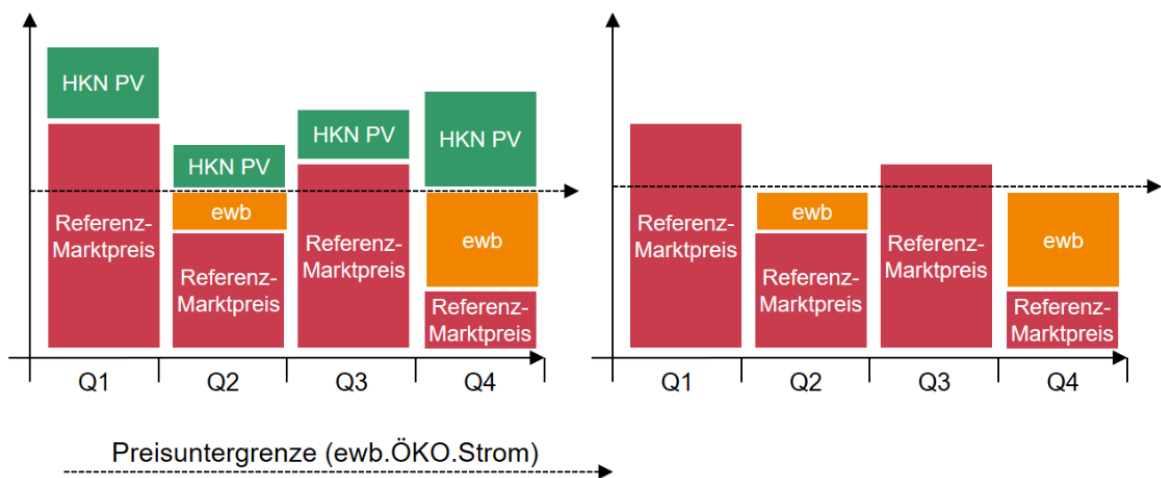 HKN PV
Referenz-
Marktpreis
HKN PV
ewb
Referenz-
Marktpreis
HKN PV
Referenz-
Marktpreis
HKN PV
ewb
Referenz-
Marktpreis
Q1
Q2
Q3
Q4
Referenz-
Marktpreis
ewb
Referenz-
Marktpreis
Referenz-
Marktpreis
ewb
Referenz-
Marktpreis
Q1
Q2
Q3
Q4
Preisuntergrenze (ewb.ÖKO.Strom)